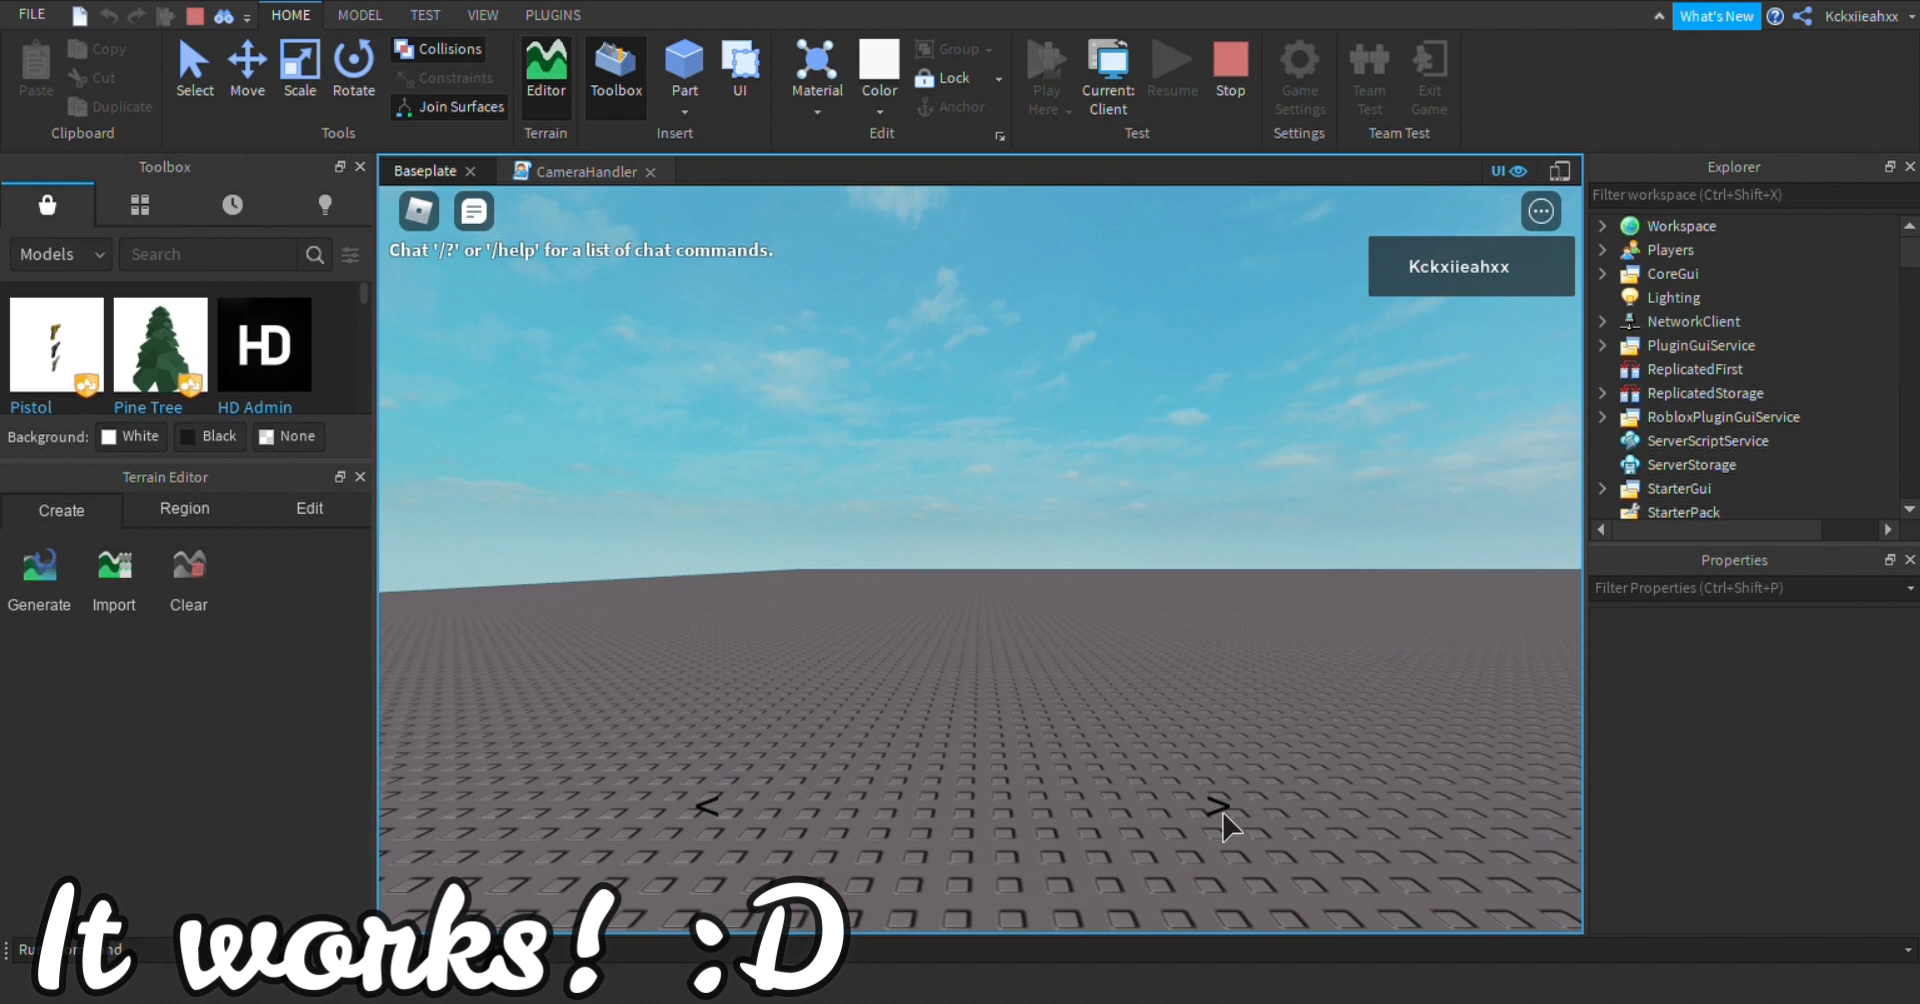 FILE HOME MODEL TEST VIEW PLUGINS What's New Kckxiieahxx
Paste Copy Cut Duplicate
Clipboard
Select Move Scale Rotate
Collisions
Constraints
Join Surfaces
Tools
Editor
Terrain
Toolbox Part UI
Insert
Material Color
Group
Lock
Anchor
Edit
Play Here
Current: Client
Resume Stop
Test
Game Settings
Settings
Team Test
Exit Game
Team Test
Toolbox
Models Search
HD
Pistol Pine Tree HD Admin
Background: White Black None
Terrain Editor
Create Region Edit
Generate Import Clear
Baseplate CameraHandler UI
Chat '/?' or '/help' for a list of chat commands.
Kckxiieahxx
< >
Explorer
Filter workspace (Ctrl+Shift+X)
Workspace
Players
CoreGui
Lighting
NetworkClient
PluginGuiService
ReplicatedFirst
ReplicatedStorage
RobloxPluginGuiService
ServerScriptService
ServerStorage
StarterGui
StarterPack
Properties
Filter Properties (Ctrl+Shift+P)
It works! :D